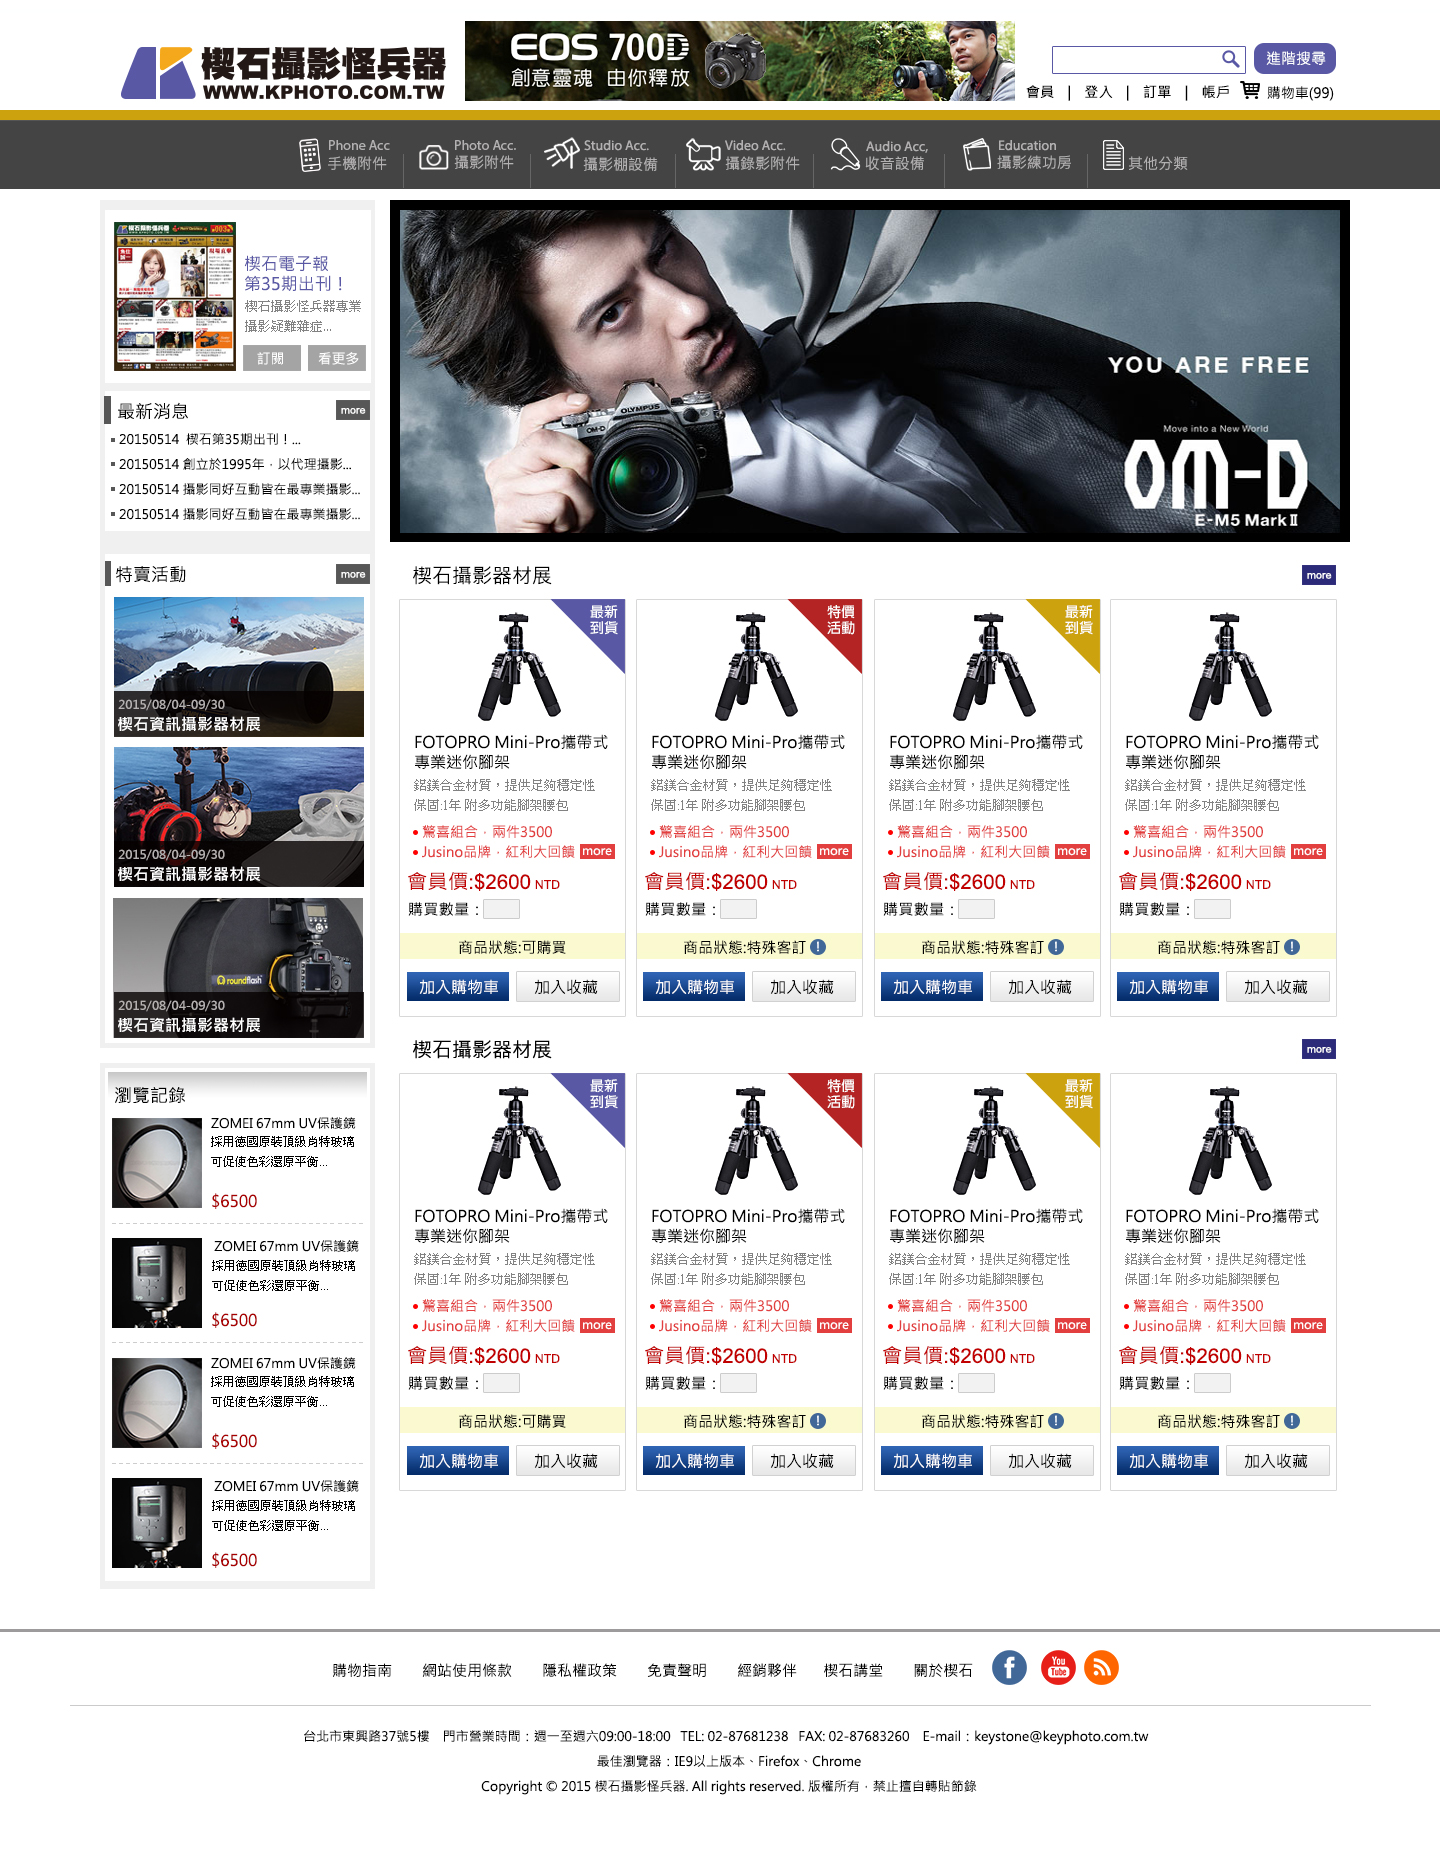 楔石攝影怪兵器
WWW.KPHOTO.COM.TW
EOS 700D
創意靈魂 由你釋放
進階搜尋
會員 | 登入 | 訂單 | 帳戶 購物車(99)
Phone Acc
手機附件
Photo Acc.
攝影附件
Studio Acc.
攝影棚設備
Video Acc.
攝錄影附件
Audio Acc,
收音設備
Education
攝影練功房
其他分類
楔石電子報
第35期出刊！
楔石攝影怪兵器專業
攝影疑難雜症...
訂閱 看更多
最新消息 more
20150514 楔石第35期出刊！...
20150514 創立於1995年，以代理攝影...
20150514 攝影同好互動皆在最專業攝影...
20150514 攝影同好互動皆在最專業攝影...
特賣活動 more
2015/08/04-09/30
楔石資訊攝影器材展
2015/08/04-09/30
楔石資訊攝影器材展
roundflash
2015/08/04-09/30
楔石資訊攝影器材展
瀏覽記錄
ZOMEI 67mm UV保護鏡
採用德國原裝頂級肖特玻璃
可促使色彩還原平衡...
$6500
ZOMEI 67mm UV保護鏡
採用德國原裝頂級肖特玻璃
可促使色彩還原平衡...
$6500
ZOMEI 67mm UV保護鏡
採用德國原裝頂級肖特玻璃
可促使色彩還原平衡...
$6500
ZOMEI 67mm UV保護鏡
採用德國原裝頂級肖特玻璃
可促使色彩還原平衡...
$6500
OLYMPUS
OM-D
YOU ARE FREE
Move into a New World
OM-D
E-M5 Mark II
楔石攝影器材展 more
最新
到貨
FOTOPRO Mini-Pro攜帶式
專業迷你腳架
鋁鎂合金材質，提供足夠穩定性
保固:1年 附多功能腳架腰包
驚喜組合，兩件3500
Jusino品牌，紅利大回饋 more
會員價:$2600 NTD
購買數量：
商品狀態:可購買
加入購物車 加入收藏
特價
活動
FOTOPRO Mini-Pro攜帶式
專業迷你腳架
鋁鎂合金材質，提供足夠穩定性
保固:1年 附多功能腳架腰包
驚喜組合，兩件3500
Jusino品牌，紅利大回饋 more
會員價:$2600 NTD
購買數量：
商品狀態:特殊客訂 !
加入購物車 加入收藏
最新
到貨
FOTOPRO Mini-Pro攜帶式
專業迷你腳架
鋁鎂合金材質，提供足夠穩定性
保固:1年 附多功能腳架腰包
驚喜組合，兩件3500
Jusino品牌，紅利大回饋 more
會員價:$2600 NTD
購買數量：
商品狀態:特殊客訂 !
加入購物車 加入收藏
FOTOPRO Mini-Pro攜帶式
專業迷你腳架
鋁鎂合金材質，提供足夠穩定性
保固:1年 附多功能腳架腰包
驚喜組合，兩件3500
Jusino品牌，紅利大回饋 more
會員價:$2600 NTD
購買數量：
商品狀態:特殊客訂 !
加入購物車 加入收藏
楔石攝影器材展 more
最新
到貨
FOTOPRO Mini-Pro攜帶式
專業迷你腳架
鋁鎂合金材質，提供足夠穩定性
保固:1年 附多功能腳架腰包
驚喜組合，兩件3500
Jusino品牌，紅利大回饋 more
會員價:$2600 NTD
購買數量：
商品狀態:可購買
加入購物車 加入收藏
特價
活動
FOTOPRO Mini-Pro攜帶式
專業迷你腳架
鋁鎂合金材質，提供足夠穩定性
保固:1年 附多功能腳架腰包
驚喜組合，兩件3500
Jusino品牌，紅利大回饋 more
會員價:$2600 NTD
購買數量：
商品狀態:特殊客訂 !
加入購物車 加入收藏
最新
到貨
FOTOPRO Mini-Pro攜帶式
專業迷你腳架
鋁鎂合金材質，提供足夠穩定性
保固:1年 附多功能腳架腰包
驚喜組合，兩件3500
Jusino品牌，紅利大回饋 more
會員價:$2600 NTD
購買數量：
商品狀態:特殊客訂 !
加入購物車 加入收藏
FOTOPRO Mini-Pro攜帶式
專業迷你腳架
鋁鎂合金材質，提供足夠穩定性
保固:1年 附多功能腳架腰包
驚喜組合，兩件3500
Jusino品牌，紅利大回饋 more
會員價:$2600 NTD
購買數量：
商品狀態:特殊客訂 !
加入購物車 加入收藏
購物指南 網站使用條款 隱私權政策 免責聲明 經銷夥伴 楔石講堂 關於楔石 f You Tube
台北市東興路37號5樓 門市營業時間：週一至週六09:00-18:00 TEL: 02-87681238 FAX: 02-87683260 E-mail：keystone@keyphoto.com.tw
最佳瀏覽器：IE9以上版本、Firefox、Chrome
Copyright © 2015 楔石攝影怪兵器. All rights reserved. 版權所有，禁止擅自轉貼節錄